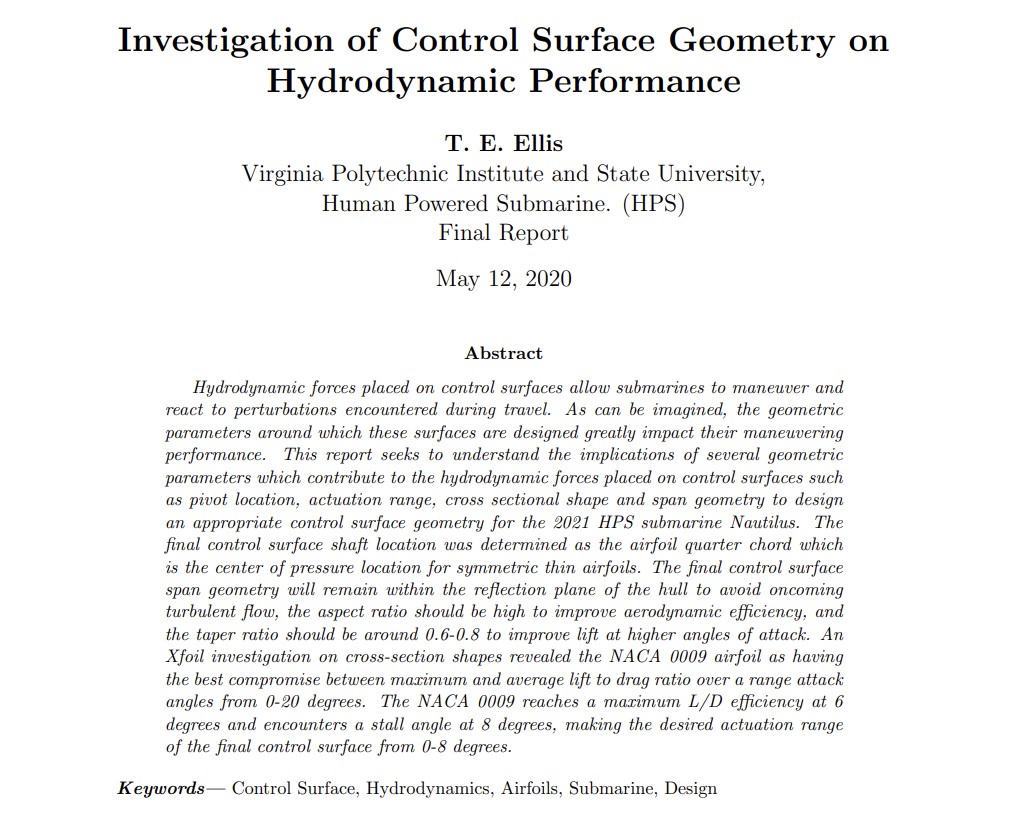 Investigation of Control Surface Geometry on
Hydrodynamic Performance
T. E. Ellis
Virginia Polytechnic Institute and State University,
Human Powered Submarine. (HPS)
Final Report
May 12, 2020
Abstract
Hydrodynamic forces placed on control surfaces allow submarines to maneuver and
react to perturbations encountered during travel. As can be imagined, the geometric
parameters around which these surfaces are designed greatly impact their maneuvering
performance. This report seeks to understand the implications of several geometric
parameters which contribute to the hydrodynamic forces placed on control surfaces such
as pivot location, actuation range, cross sectional shape and span geometry to design
an appropriate control surface geometry for the 2021 HPS submarine Nautilus. The
final control surface shaft location was determined as the airfoil quarter chord which
is the center of pressure location for symmetric thin airfoils. The final control surface
span geometry will remain within the reflection plane of the hull to avoid oncoming
turbulent flow, the aspect ratio should be high to improve aerodynamic efficiency, and
the taper ratio should be around 0.6-0.8 to improve lift at higher angles of attack. An
Xfoil investigation on cross-section shapes revealed the NACA 0009 airfoil as having
the best compromise between maximum and average lift to drag ratio over a range attack
angles from 0-20 degrees. The NACA 0009 reaches a maximum L/D efficiency at 6
degrees and encounters a stall angle at 8 degrees, making the desired actuation range
of the final control surface from 0-8 degrees.
Keywords— Control Surface, Hydrodynamics, Airfoils, Submarine, Design